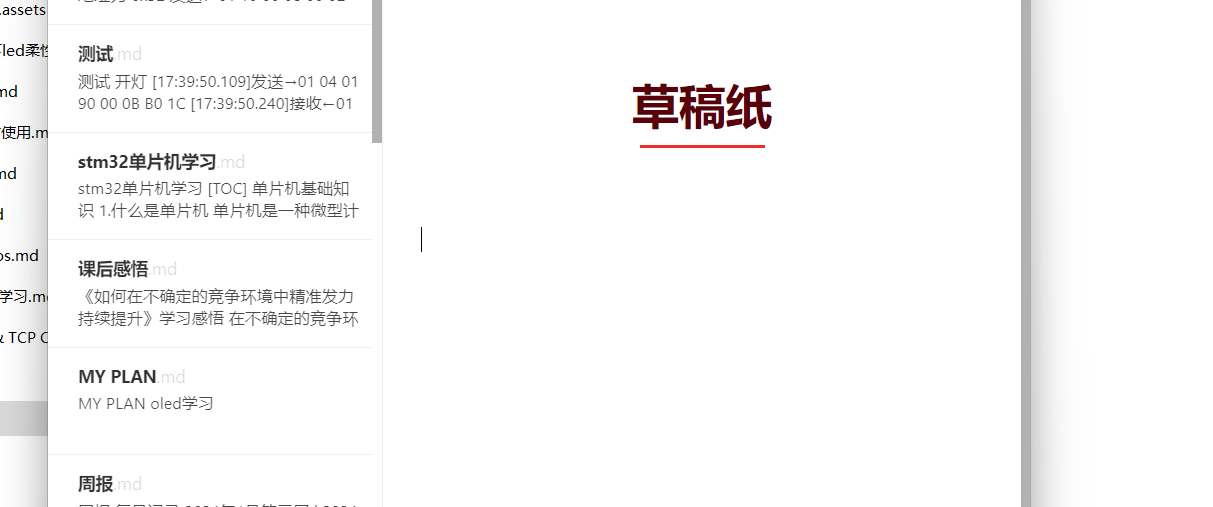 .assets
led柔性
md
使用.m
md
d
os.md
学习.md
& TCP C
测试.md
测试 开灯 [17:39:50.109]发送→01 04 01
90 00 0B B0 1C [17:39:50.240]接收←01
stm32单片机学习.md
stm32单片机学习 [TOC] 单片机基础知
识 1.什么是单片机 单片机是一种微型计
课后感悟.md
《如何在不确定的竞争环境中精准发力
持续提升》学习感悟 在不确定的竞争环
MY PLAN.md
MY PLAN oled学习
周报.md
草稿纸